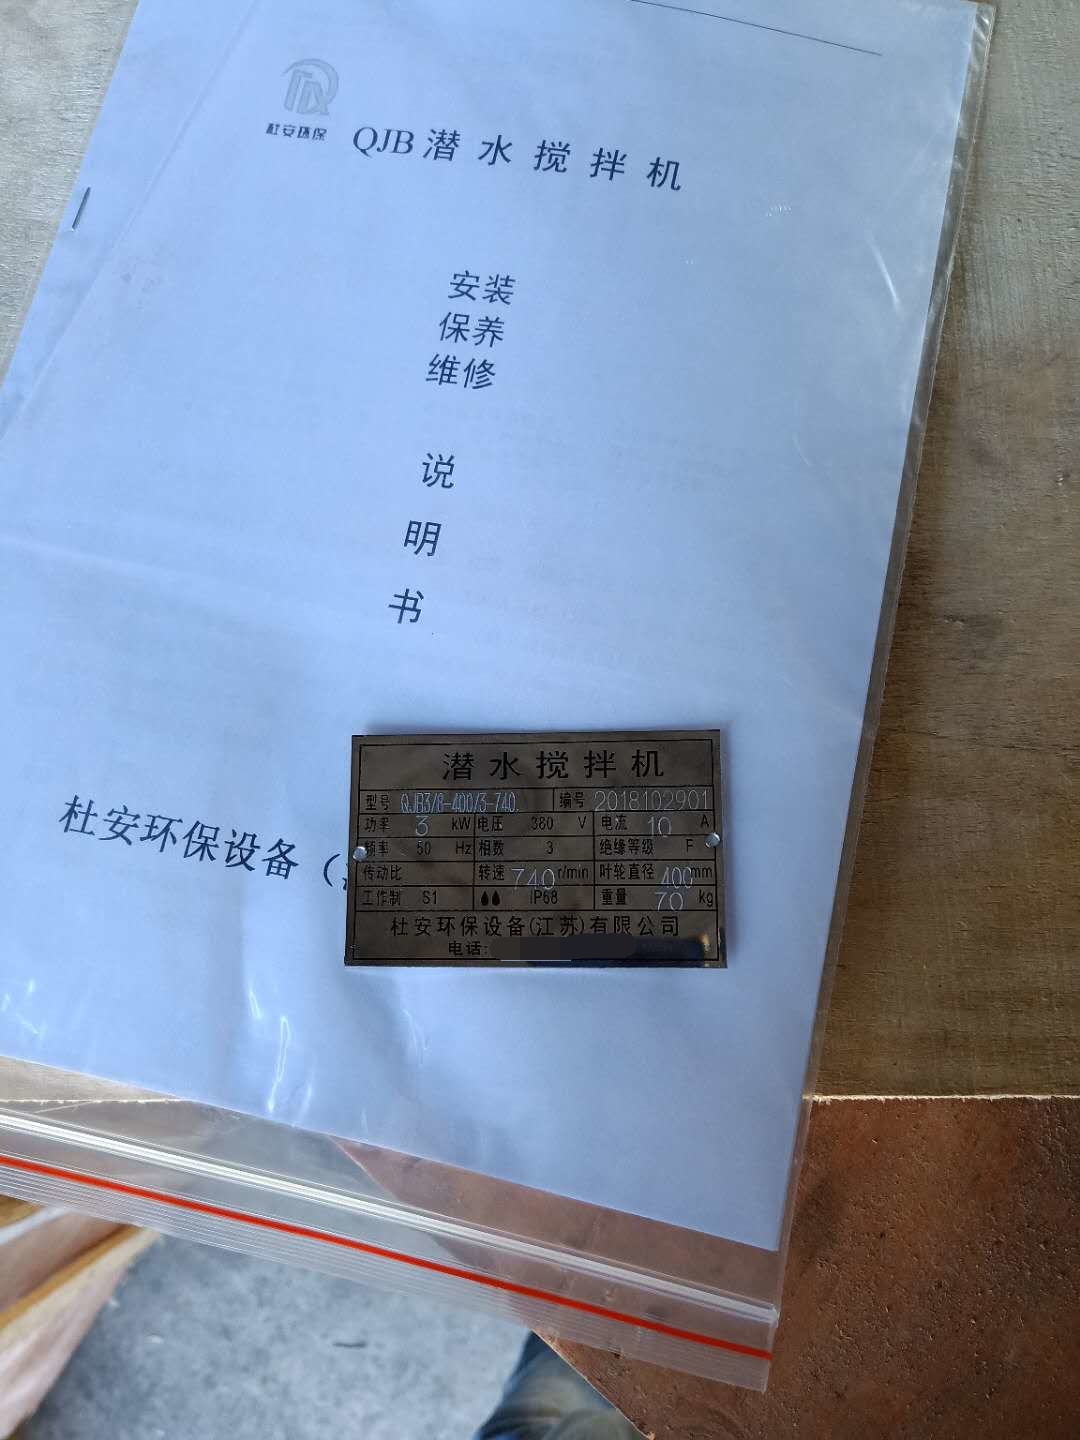 杜安环保
QJB 潜水搅拌机
安装
保养
维修
说
明
书
杜安环保设备（
潜水搅拌机
型号 QJB3/8-400/3-740 编号 2018102901
功率 3 kW 电压 380 V 电流 10 A
频率 50 Hz 相数 3 绝缘等级 F
传动比 转速 740 r/min 叶轮直径 400 mm
工作制 S1 IP68 重量 70 kg
杜安环保设备(江苏)有限公司
电话: